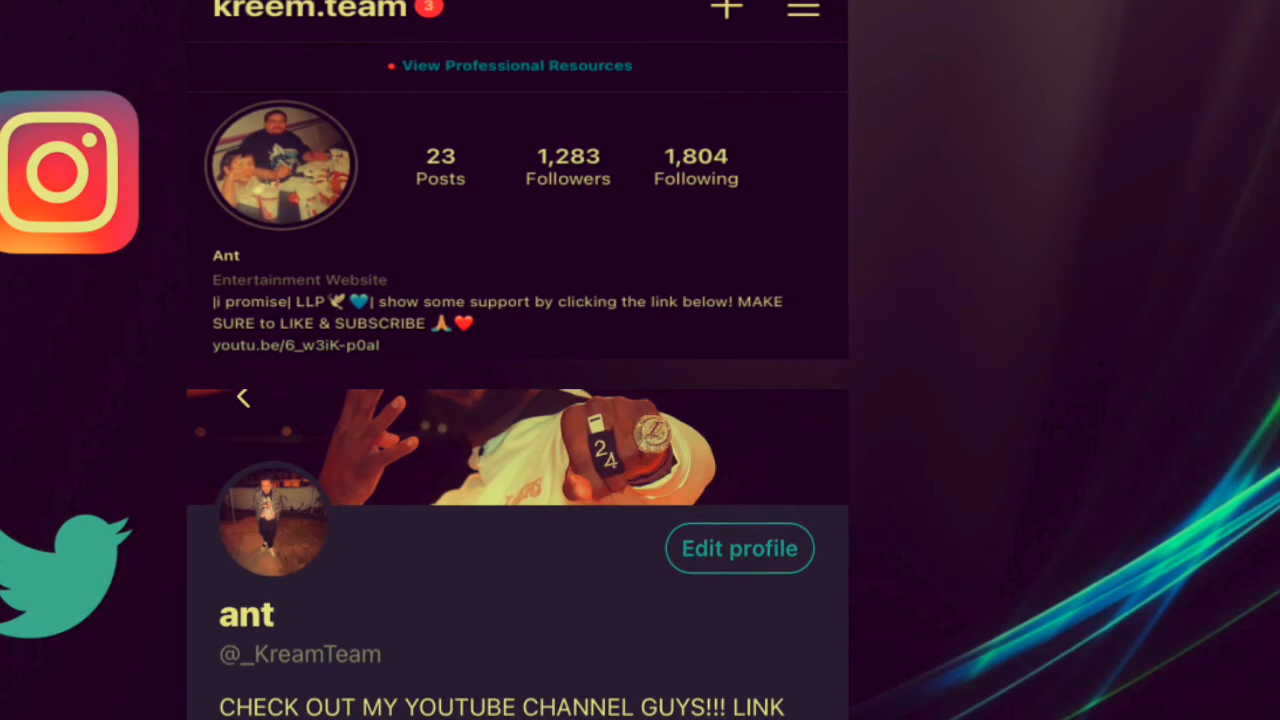 kreem.team 3
View Professional Resources
23 1,283 1,804
Posts Followers Following
Ant
Entertainment Website
|i promise| LLP🕊💙| show some support by clicking the link below! MAKE
SURE to LIKE & SUBSCRIBE 🙏🏽❤️
youtu.be/6_w3iK-p0aI
24
Edit profile
ant
@_KreamTeam
CHECK OUT MY YOUTUBE CHANNEL GUYS!!! LINK